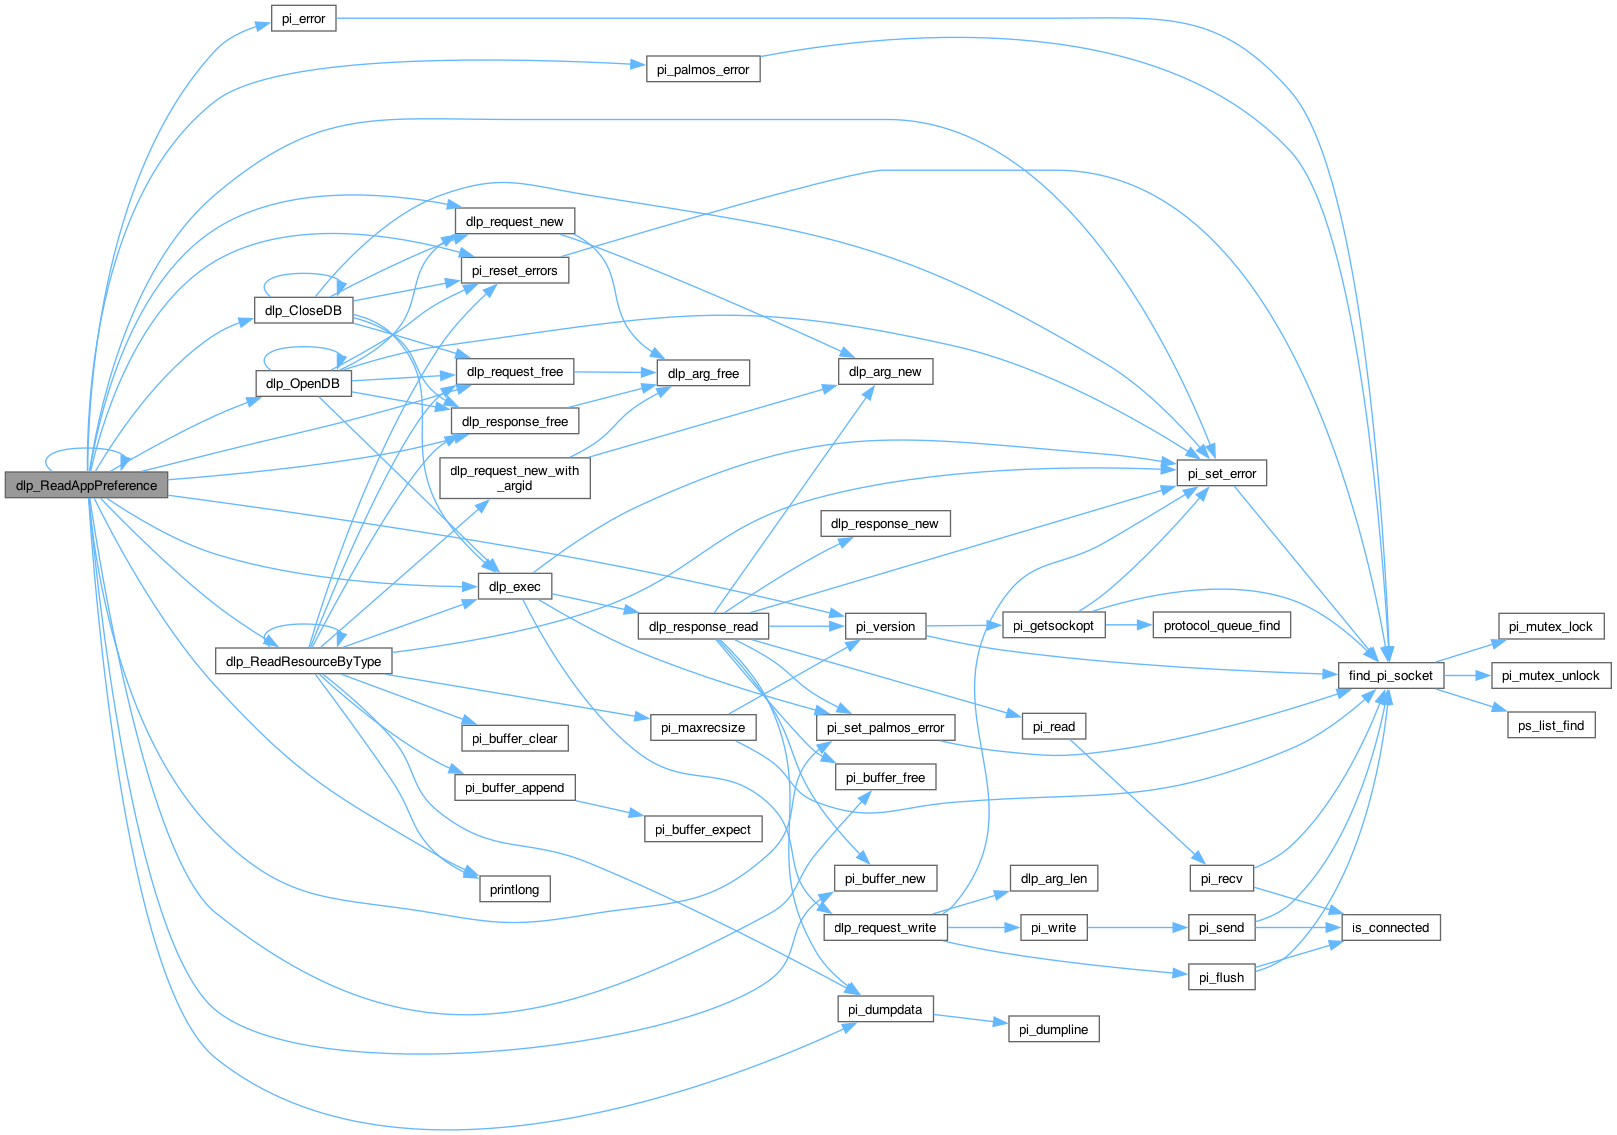 pi_error
pi_palmos_error
dlp_request_new
pi_reset_errors
dlp_CloseDB
dlp_OpenDB
dlp_request_free
dlp_arg_free
dlp_arg_new
dlp_response_free
dlp_ReadAppPreference
dlp_request_new_with
_argid
pi_set_error
dlp_response_new
dlp_exec
dlp_response_read
pi_version
pi_getsockopt
protocol_queue_find
pi_mutex_lock
dlp_ReadResourceByType
find_pi_socket
pi_mutex_unlock
pi_buffer_clear
pi_maxrecsize
pi_set_palmos_error
pi_read
ps_list_find
pi_buffer_append
pi_buffer_free
pi_buffer_expect
printlong
pi_buffer_new
dlp_arg_len
pi_recv
dlp_request_write
pi_write
pi_send
is_connected
pi_flush
pi_dumpdata
pi_dumpline